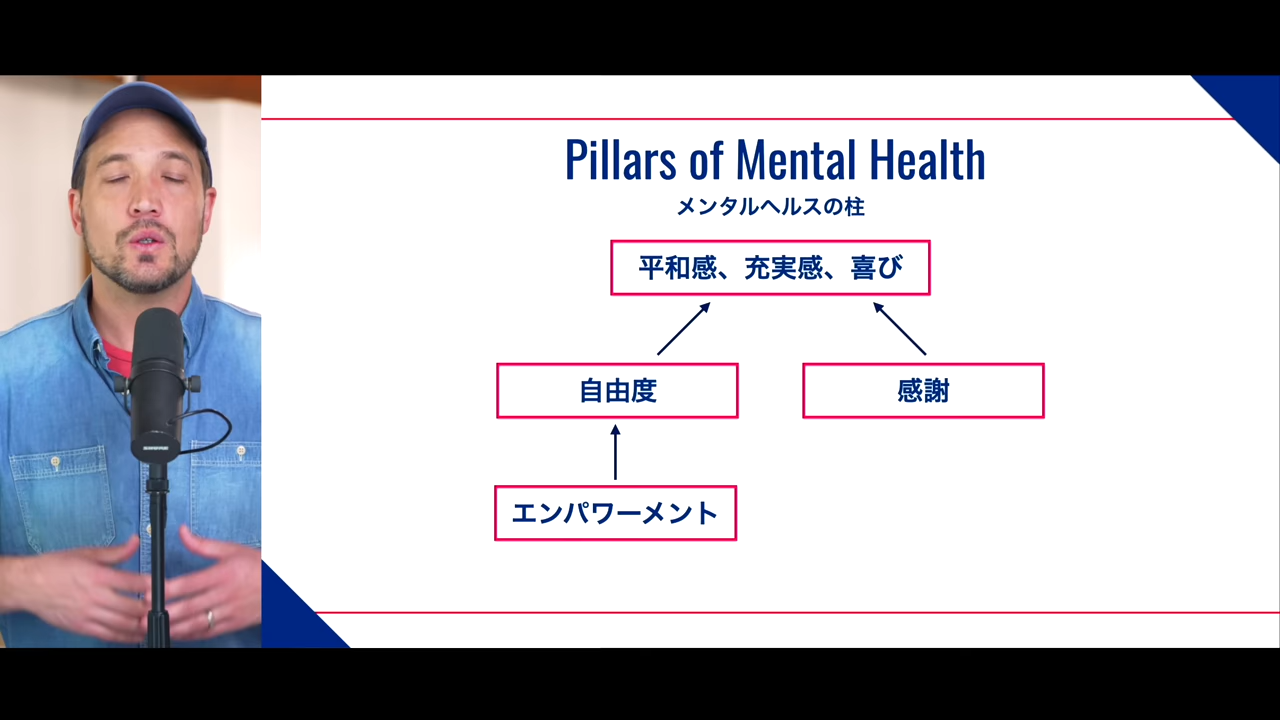 Pillars of Mental Health
メンタルヘルスの柱
平和感、充実感、喜び
自由度
感謝
エンパワーメント